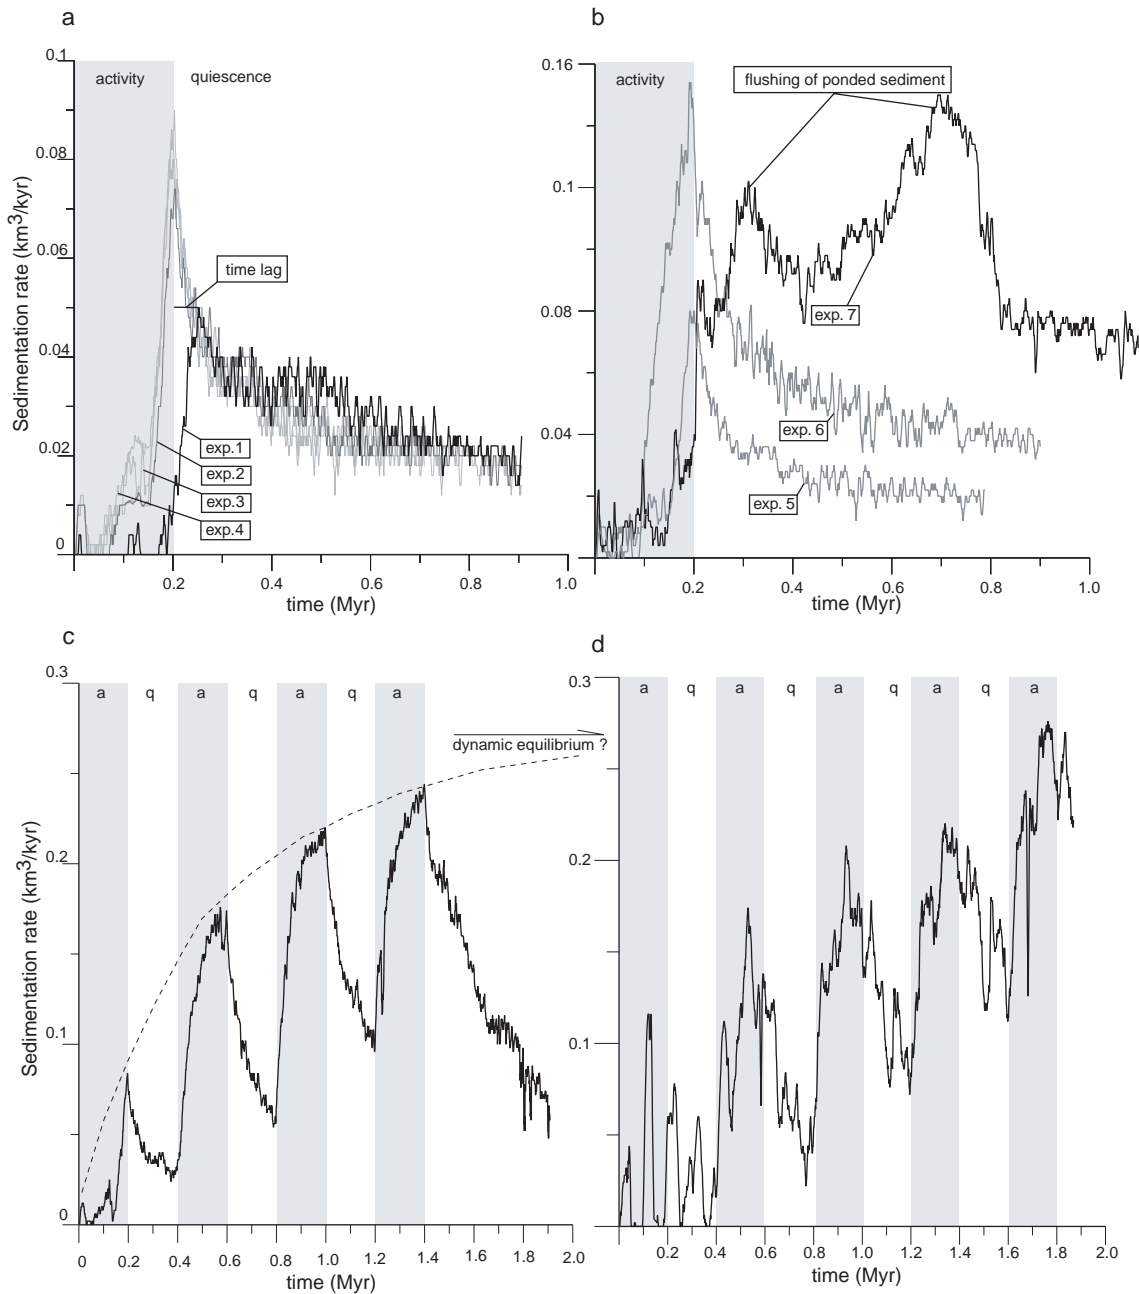 a
0.1
0.08
0.06
0.04
0.02
0
Sedimentation rate (km3/kyr)
activity
quiescence
time lag
exp.1
exp.2
exp.3
exp.4
0.2
0.4
0.6
0.8
1.0
time (Myr)
b
0.16
0.1
0.08
0.04
activity
flushing of ponded sediment
exp. 7
exp. 6
exp. 5
0.2
0.4
0.6
0.8
1.0
time (Myr)
c
0.3
0.2
0.1
0
Sedimentation rate (km3/kyr)
a q a q a q a
dynamic equilibrium ?
0 0.4 0.6 0.8 1.0 1.2 1.4 1.6 1.8 2.0
time (Myr)
d
0.3
0.2
0.1
a q a q a q a q a
0.4 0.6 0.8 1.0 1.2 1.4 1.6 1.8 2.0
time (Myr)